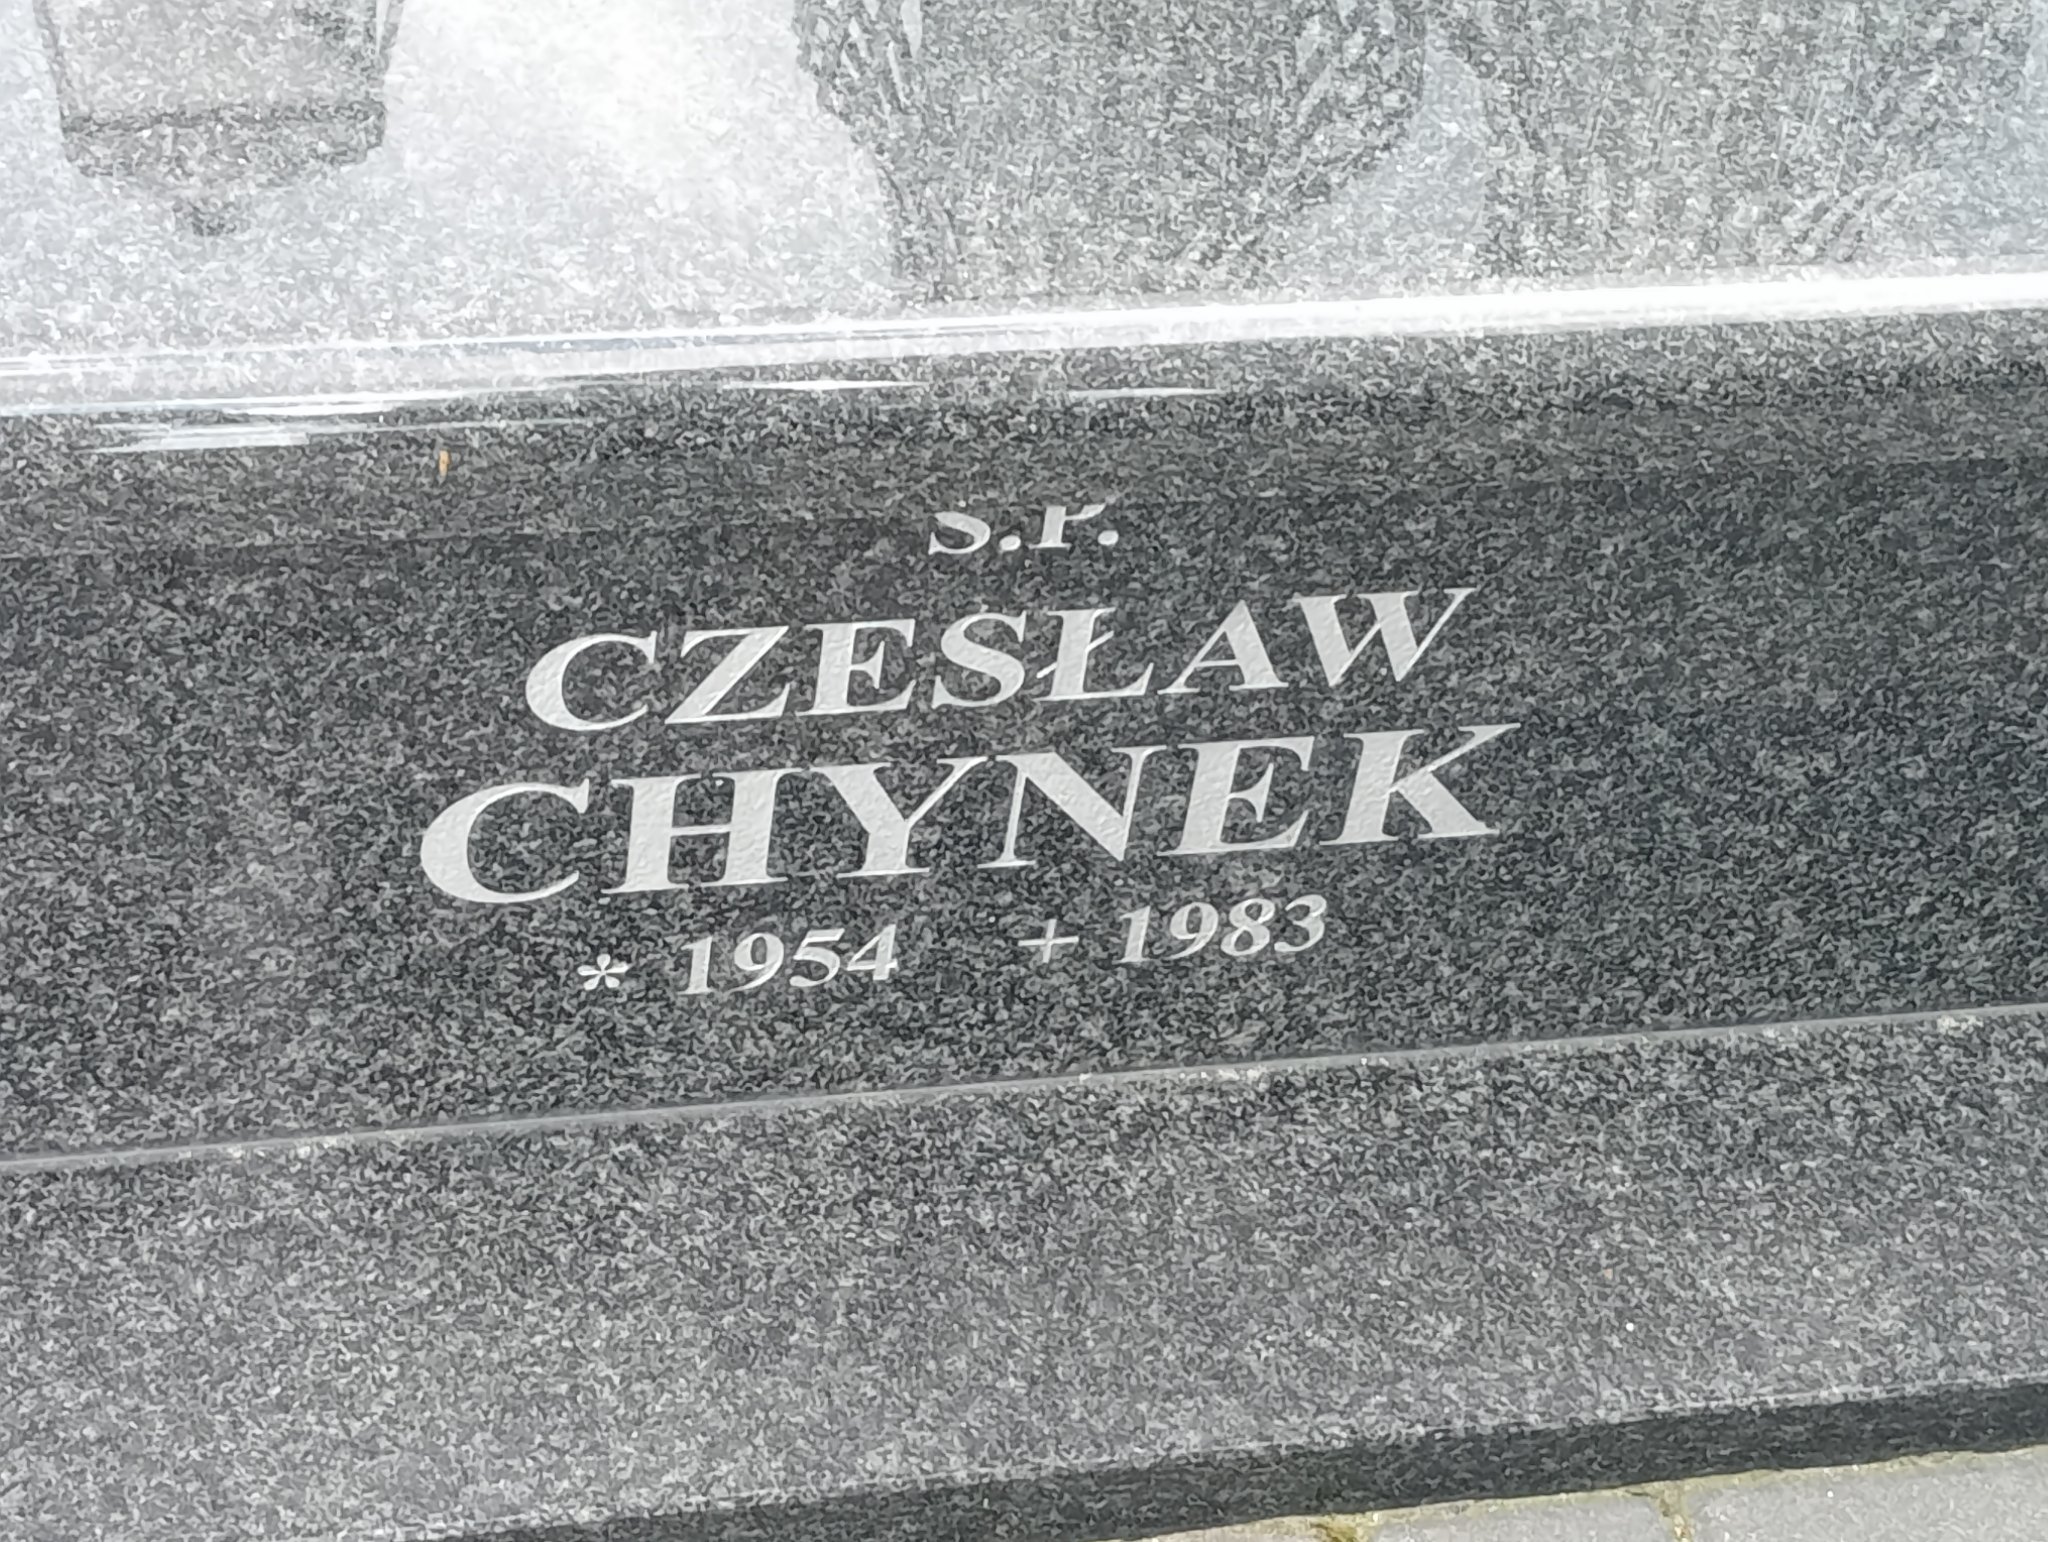 Ś.P.
CZESŁAW
CHYNEK
* 1954 + 1983